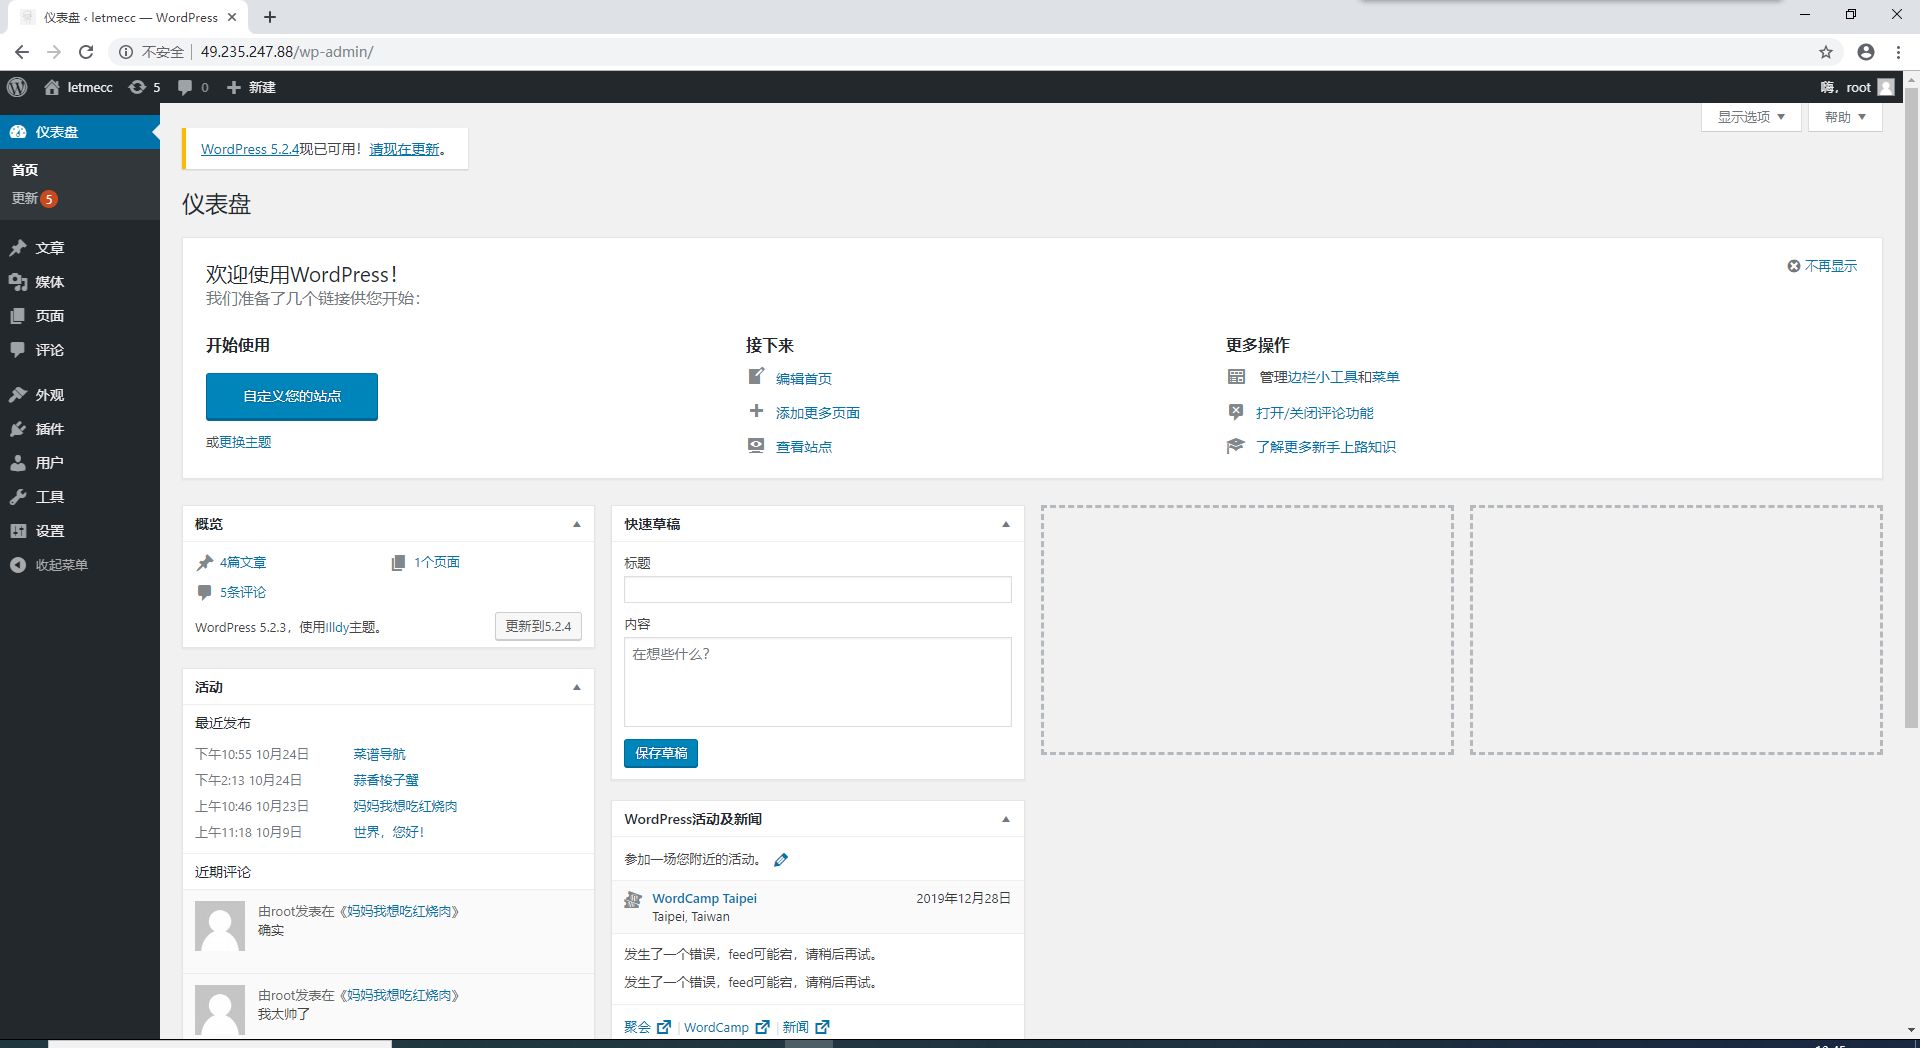 仪表盘 ‹ letmecc — WordPress
不安全
49.235.247.88/wp-admin/
letmecc
5
0
新建
嗨，root
仪表盘
首页
更新 5
文章
媒体
页面
评论
外观
插件
用户
工具
设置
收起菜单
显示选项
帮助
WordPress 5.2.4现已可用！请现在更新。
仪表盘
欢迎使用WordPress！
不再显示
我们准备了几个链接供您开始：
开始使用
自定义您的站点
或更换主题
接下来
编辑首页
添加更多页面
查看站点
更多操作
管理边栏小工具和菜单
打开/关闭评论功能
了解更多新手上路知识
概览
4篇文章
1个页面
5条评论
WordPress 5.2.3，使用Illdy主题。
更新到5.2.4
活动
最近发布
下午10:55 10月24日
菜谱导航
下午2:13 10月24日
蒜香梭子蟹
上午10:46 10月23日
妈妈我想吃红烧肉
上午11:18 10月9日
世界，您好！
近期评论
由root发表在《妈妈我想吃红烧肉》
确实
由root发表在《妈妈我想吃红烧肉》
我太帅了
快速草稿
标题
内容
在想些什么？
保存草稿
WordPress活动及新闻
参加一场您附近的活动。
WordCamp Taipei
2019年12月28日
Taipei, Taiwan
发生了一个错误，feed可能宕，请稍后再试。
发生了一个错误，feed可能宕，请稍后再试。
聚会 | WordCamp | 新闻